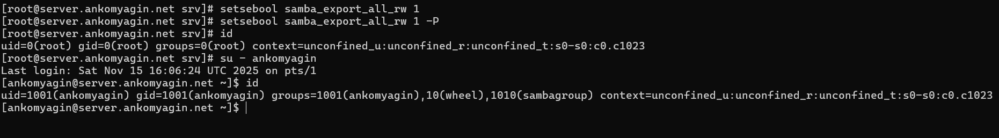 [root@server.ankomyagin.net srv]# setsebool samba_export_all_rw 1
[root@server.ankomyagin.net srv]# setsebool samba_export_all_rw 1 -P
[root@server.ankomyagin.net srv]# id
uid=0(root) gid=0(root) groups=0(root) context=unconfined_u:unconfined_r:unconfined_t:s0-s0:c0.c1023
[root@server.ankomyagin.net srv]# su - ankomyagin
Last login: Sat Nov 15 16:06:24 UTC 2025 on pts/1
[ankomyagin@server.ankomyagin.net ~]$ id
uid=1001(ankomyagin) gid=1001(ankomyagin) groups=1001(ankomyagin),10(wheel),1010(sambagroup) context=unconfined_u:unconfined_r:unconfined_t:s0-s0:c0.c1023
[ankomyagin@server.ankomyagin.net ~]$